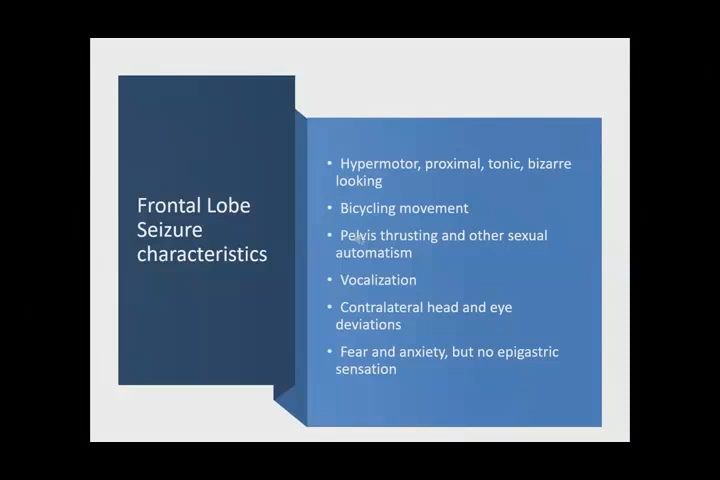 Frontal Lobe
Seizure
characteristics
• Hypermotor, proximal, tonic, bizarre
looking
• Bicycling movement
• Pelvis thrusting and other sexual
automatism
• Vocalization
• Contralateral head and eye
deviations
• Fear and anxiety, but no epigastric
sensation